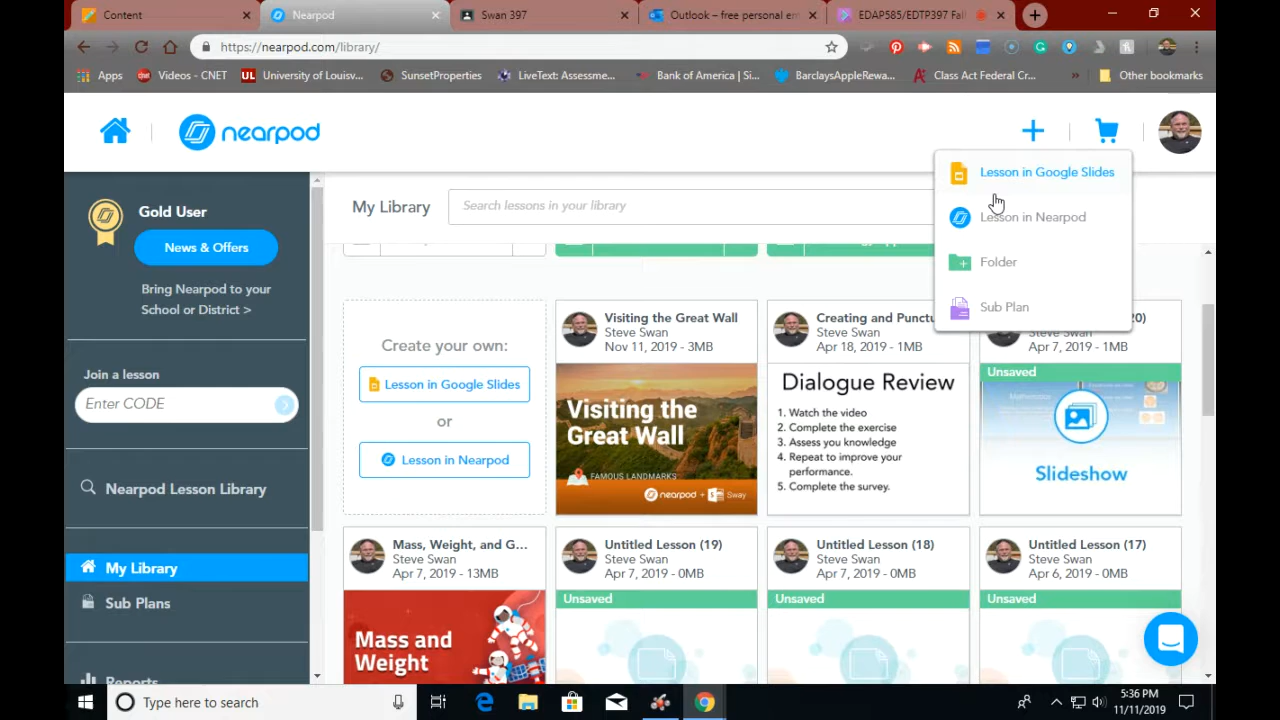 Content
Nearpod
Swan 397
Outlook – free personal em
EDAP585/EDTP397 Fall
https://nearpod.com/library/
Apps
Videos - CNET
UL University of Louisv...
SunsetProperties
LiveText: Assessme...
Bank of America | Si...
BarclaysAppleRewa...
Class Act Federal Cr...
»
Other bookmarks
nearpod
Lesson in Google Slides
Lesson in Nearpod
Folder
Sub Plan
Gold User
News & Offers
Bring Nearpod to your
School or District >
Join a lesson
Enter CODE
Nearpod Lesson Library
My Library
Sub Plans
Reports
My Library
Search lessons in your library
Create your own:
Lesson in Google Slides
or
Lesson in Nearpod
Visiting the Great Wall
Steve Swan
Nov 11, 2019 - 3MB
Visiting the
Great Wall
FAMOUS LANDMARKS
nearpod + Sway
Creating and Punctu
Steve Swan
Apr 18, 2019 - 1MB
Dialogue Review
1. Watch the video
2. Complete the exercise
3. Assess you knowledge
4. Repeat to improve your
performance.
5. Complete the survey.
20)
Steve Swan
Apr 7, 2019 - 1MB
Unsaved
Slideshow
Mass, Weight, and G...
Steve Swan
Apr 7, 2019 - 13MB
Mass and
Weight
Untitled Lesson (19)
Steve Swan
Apr 7, 2019 - 0MB
Unsaved
Untitled Lesson (18)
Steve Swan
Apr 7, 2019 - 0MB
Unsaved
Untitled Lesson (17)
Steve Swan
Apr 6, 2019 - 0MB
Unsaved
Type here to search
5:36 PM
11/11/2019